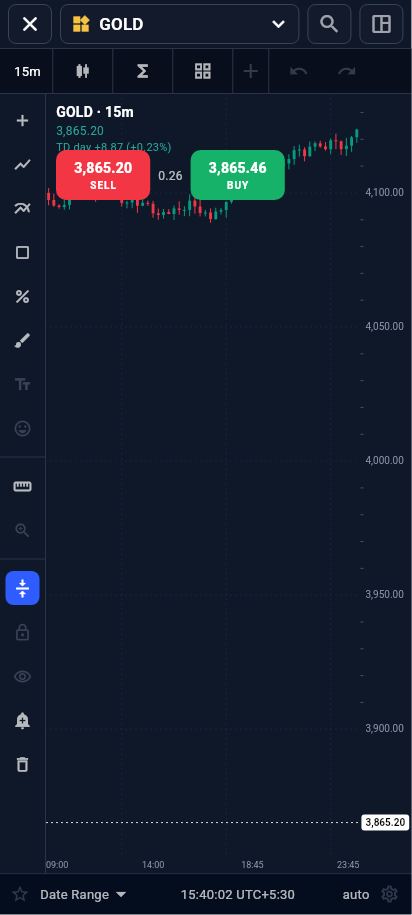 GOLD
15m
GOLD · 15m
3,865.20
TD day +8.87 (+0.23%)
3,865.20
SELL
0.26
3,865.46
BUY
4,100.00
4,050.00
4,000.00
3,950.00
3,900.00
3,865.20
09:00 14:00 18:45 23:45
Date Range 15:40:02 UTC+5:30 auto